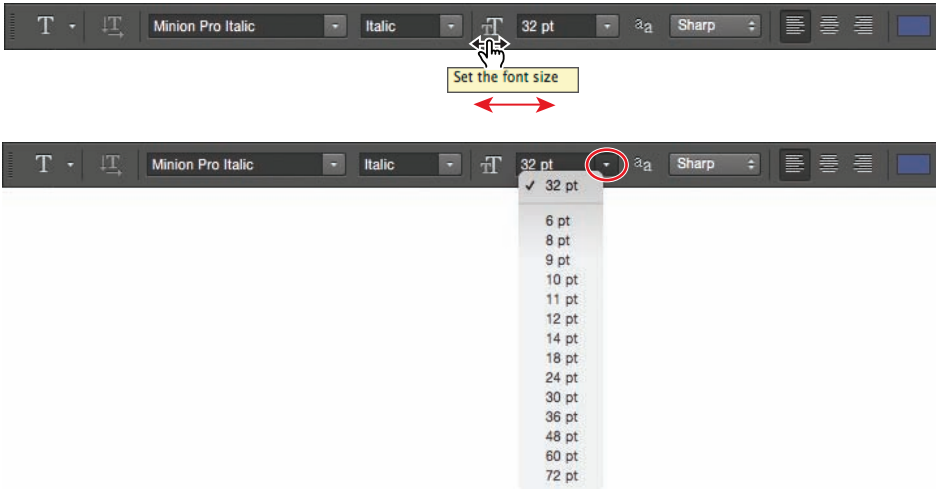 T T Minion Pro Italic Italic T 32 pt aa Sharp
Set the font size
T T Minion Pro Italic Italic T 32 pt aa Sharp
✓ 32 pt
6 pt
8 pt
9 pt
10 pt
11 pt
12 pt
14 pt
18 pt
24 pt
30 pt
36 pt
48 pt
60 pt
72 pt